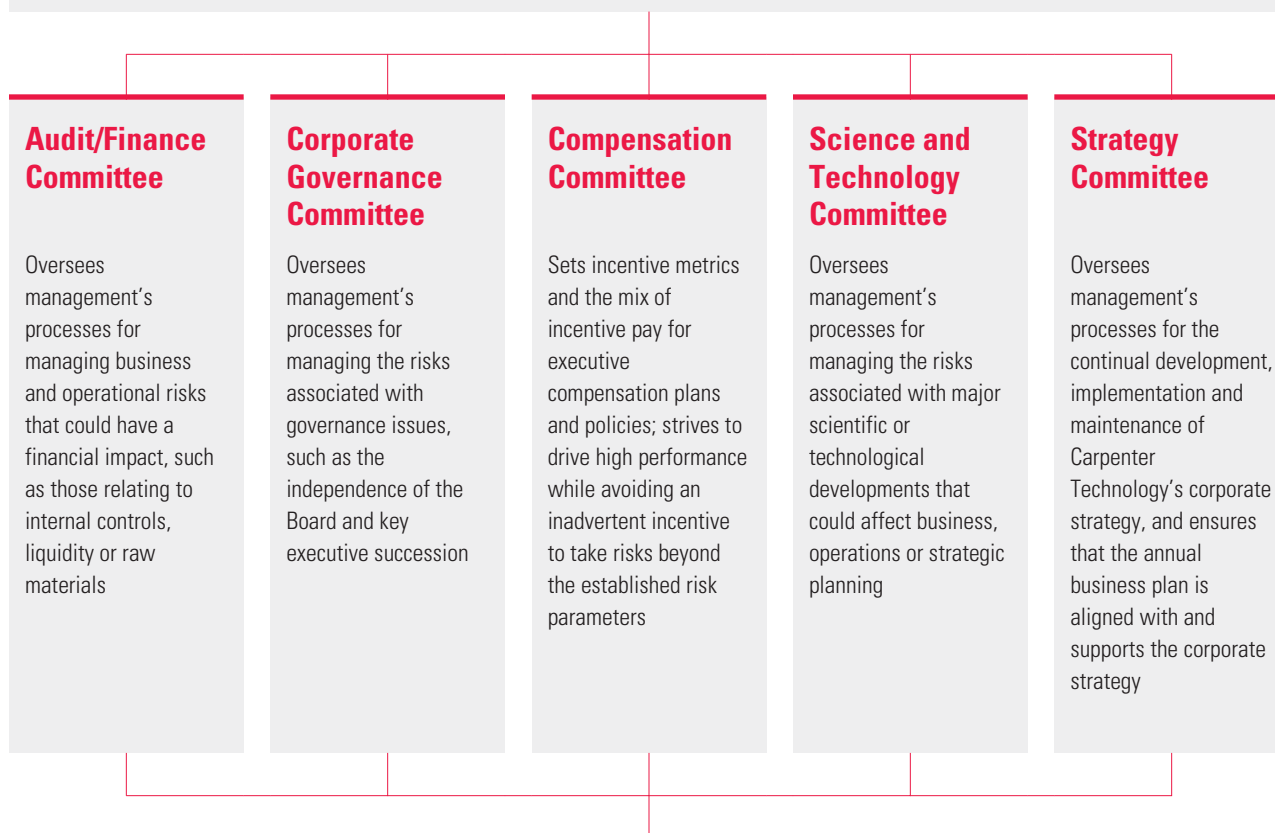 Audit/Finance
Committee
Oversees
management’s
processes for
managing business
and operational risks
that could have a
financial impact, such
as those relating to
internal controls,
liquidity or raw
materials
Corporate
Governance
Committee
Oversees
management’s
processes for
managing the risks
associated with
governance issues,
such as the
independence of the
Board and key
executive succession
Compensation
Committee
Sets incentive metrics
and the mix of
incentive pay for
executive
compensation plans
and policies; strives to
drive high performance
while avoiding an
inadvertent incentive
to take risks beyond
the established risk
parameters
Science and
Technology
Committee
Oversees
management’s
processes for
managing the risks
associated with major
scientific or
technological
developments that
could affect business,
operations or strategic
planning
Strategy
Committee
Oversees
management’s
processes for the
continual development,
implementation and
maintenance of
Carpenter
Technology’s corporate
strategy, and ensures
that the annual
business plan is
aligned with and
supports the corporate
strategy